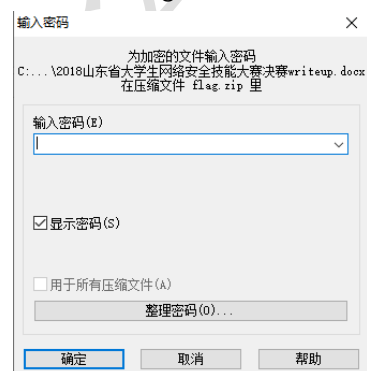 输入密码
为加密的文件输入密码
C:...\2018山东省大学生网络安全技能大赛决赛writeup.docx
在压缩文件 flag.zip 里
输入密码(E)
显示密码(S)
用于所有压缩文件(A)
整理密码(O)...
确定 取消 帮助